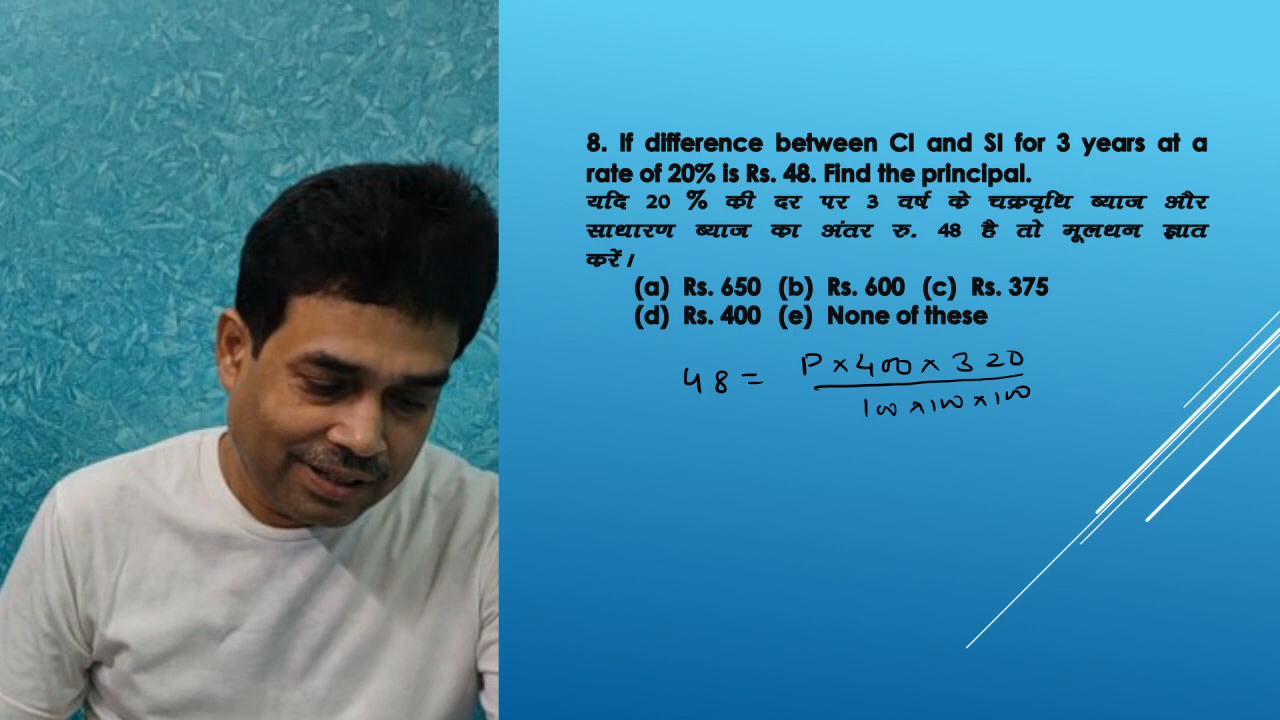 8. If difference between CI and SI for 3 years at a
rate of 20% is Rs. 48. Find the principal.
यदि 20 % की दर पर 3 वर्ष के चक्रवृधि ब्याज और
साधारण ब्याज का अंतर रु. 48 है तो मूलधन ज्ञात
करें।
(a) Rs. 650 (b) Rs. 600 (c) Rs. 375
(d) Rs. 400 (e) None of these
48 = P × 400 × 320
100 × 100 × 100